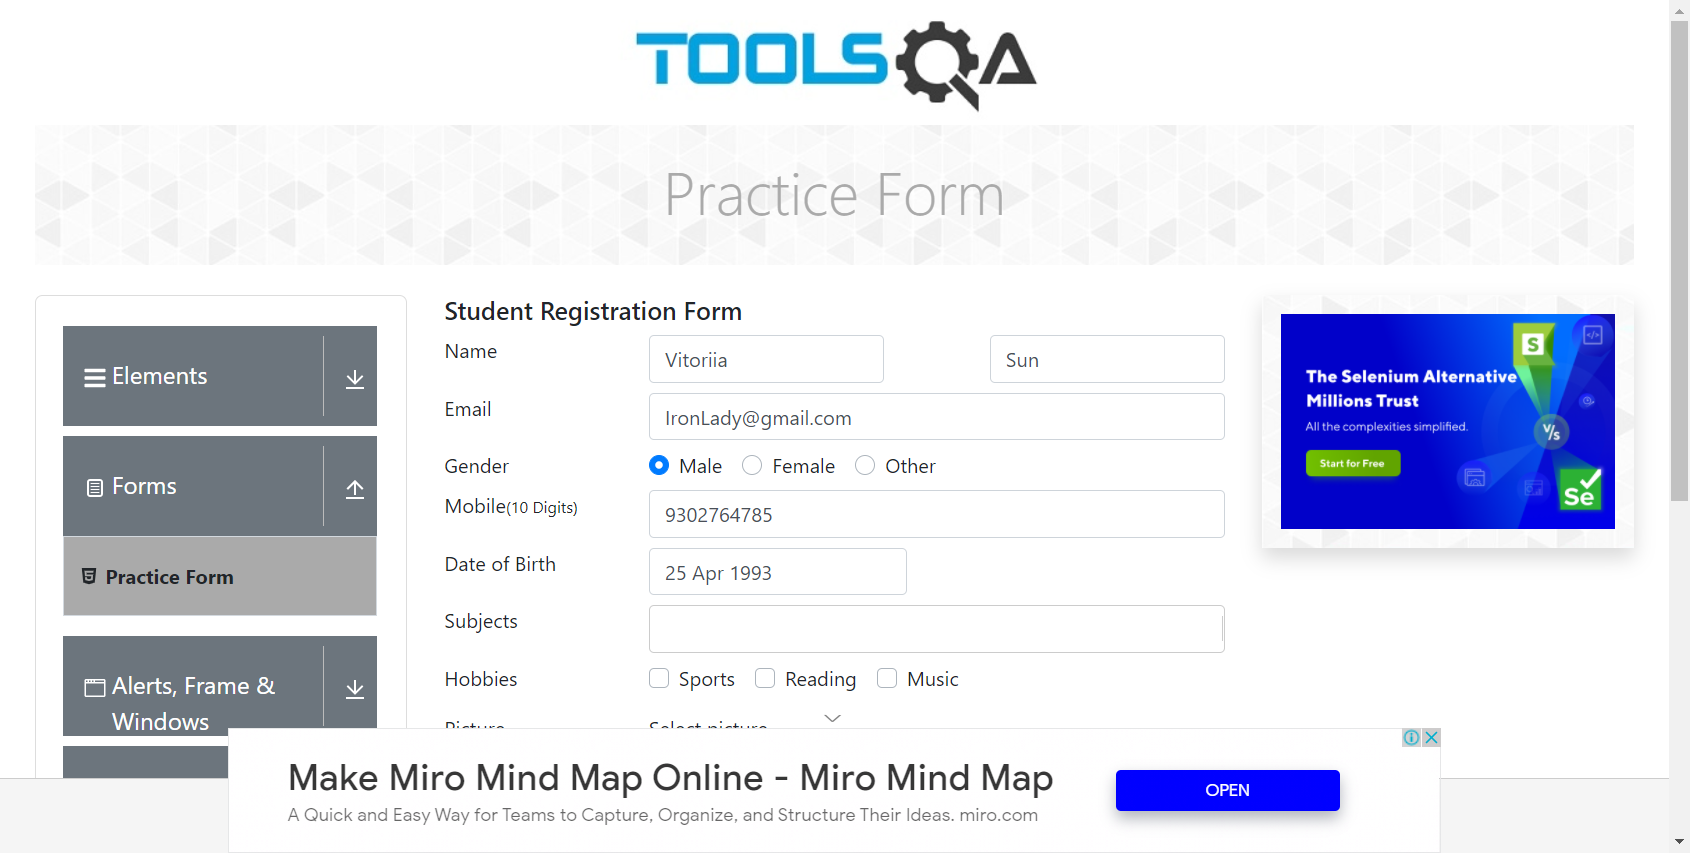 TOOLSQA
Practice Form
Elements
Forms
Practice Form
Alerts, Frame &
Windows
Student Registration Form
Name
Vitoriia
Sun
Email
IronLady@gmail.com
Gender
Male
Female
Other
Mobile(10 Digits)
9302764785
Date of Birth
25 Apr 1993
Subjects
Hobbies
Sports
Reading
Music
Picture
Select picture
The Selenium Alternative
Millions Trust
All the complexities simplified.
Start for Free
S
V/s
Se
Make Miro Mind Map Online - Miro Mind Map
A Quick and Easy Way for Teams to Capture, Organize, and Structure Their Ideas. miro.com
OPEN